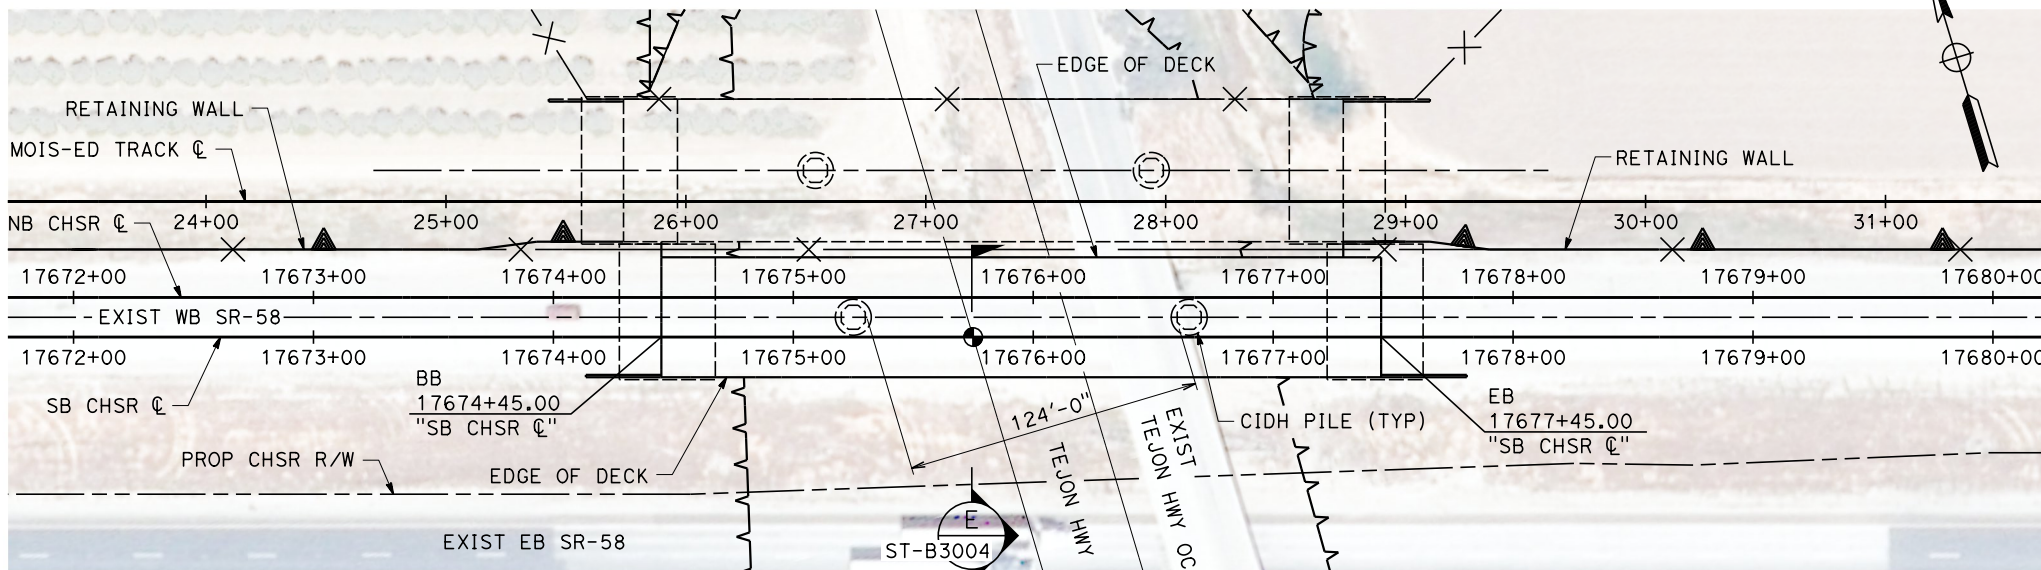 EDGE OF DECK
RETAINING WALL
MOIS-ED TRACK ℄
RETAINING WALL
24+00 25+00 26+00 27+00 28+00 29+00 30+00 31+00
NB CHSR ℄
17672+00 17673+00 17674+00 17675+00 17676+00 17677+00 17678+00 17679+00 17680+00
EXIST WB SR-58
17672+00 17673+00 17674+00 17675+00 17676+00 17677+00 17678+00 17679+00 17680+00
SB CHSR ℄
BB
17674+45.00
"SB CHSR ℄"
124'-0"
CIDH PILE (TYP)
EB
17677+45.00
"SB CHSR ℄"
PROP CHSR R/W
EDGE OF DECK
TEJON HWY
EXIST
TEJON HWY OC
EXIST EB SR-58
E
ST-B3004